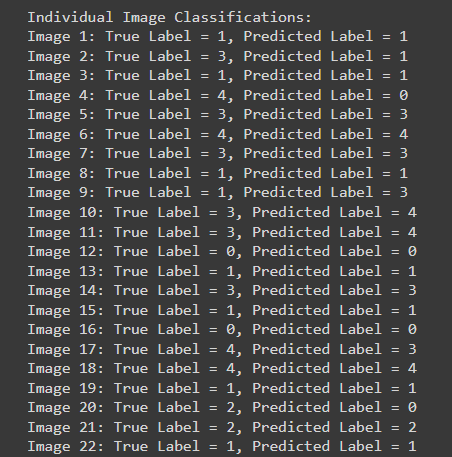 Individual Image Classifications:
Image 1: True Label = 1, Predicted Label = 1
Image 2: True Label = 3, Predicted Label = 1
Image 3: True Label = 1, Predicted Label = 1
Image 4: True Label = 4, Predicted Label = 0
Image 5: True Label = 3, Predicted Label = 3
Image 6: True Label = 4, Predicted Label = 4
Image 7: True Label = 3, Predicted Label = 3
Image 8: True Label = 1, Predicted Label = 1
Image 9: True Label = 1, Predicted Label = 3
Image 10: True Label = 3, Predicted Label = 4
Image 11: True Label = 3, Predicted Label = 4
Image 12: True Label = 0, Predicted Label = 0
Image 13: True Label = 1, Predicted Label = 1
Image 14: True Label = 3, Predicted Label = 3
Image 15: True Label = 1, Predicted Label = 1
Image 16: True Label = 0, Predicted Label = 0
Image 17: True Label = 4, Predicted Label = 3
Image 18: True Label = 4, Predicted Label = 4
Image 19: True Label = 1, Predicted Label = 1
Image 20: True Label = 2, Predicted Label = 0
Image 21: True Label = 2, Predicted Label = 2
Image 22: True Label = 1, Predicted Label = 1